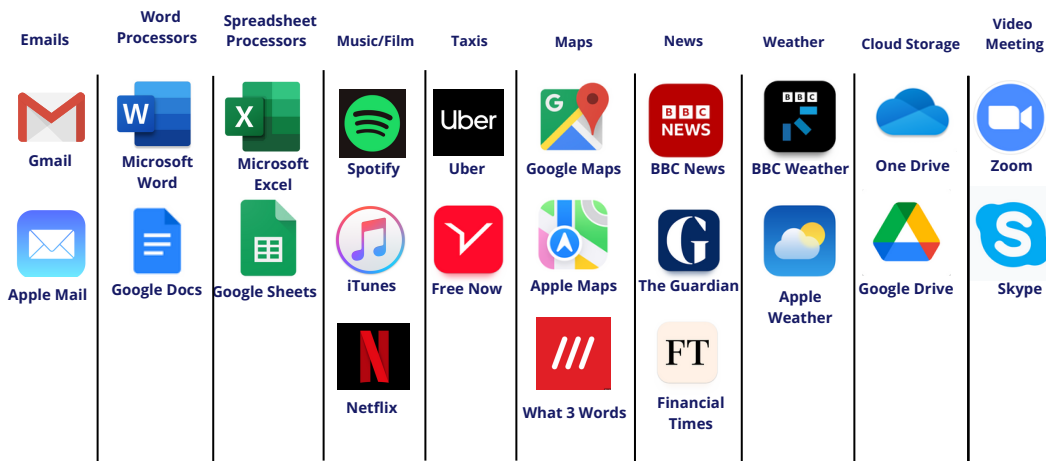 Emails
Word
Processors
Spreadsheet
Processors
Music/Film
Taxis
Maps
News
Weather
Cloud Storage
Video
Meeting
Gmail
W
Microsoft
Word
X
Microsoft
Excel
Spotify
Uber
Uber
G
Google Maps
BBC
NEWS
BBC News
BBC
BBC Weather
One Drive
Zoom
Apple Mail
Google Docs
Google Sheets
iTunes
Free Now
Apple Maps
G
The Guardian
Apple
Weather
Google Drive
S
Skype
N
Netflix
///
What 3 Words
FT
Financial
Times